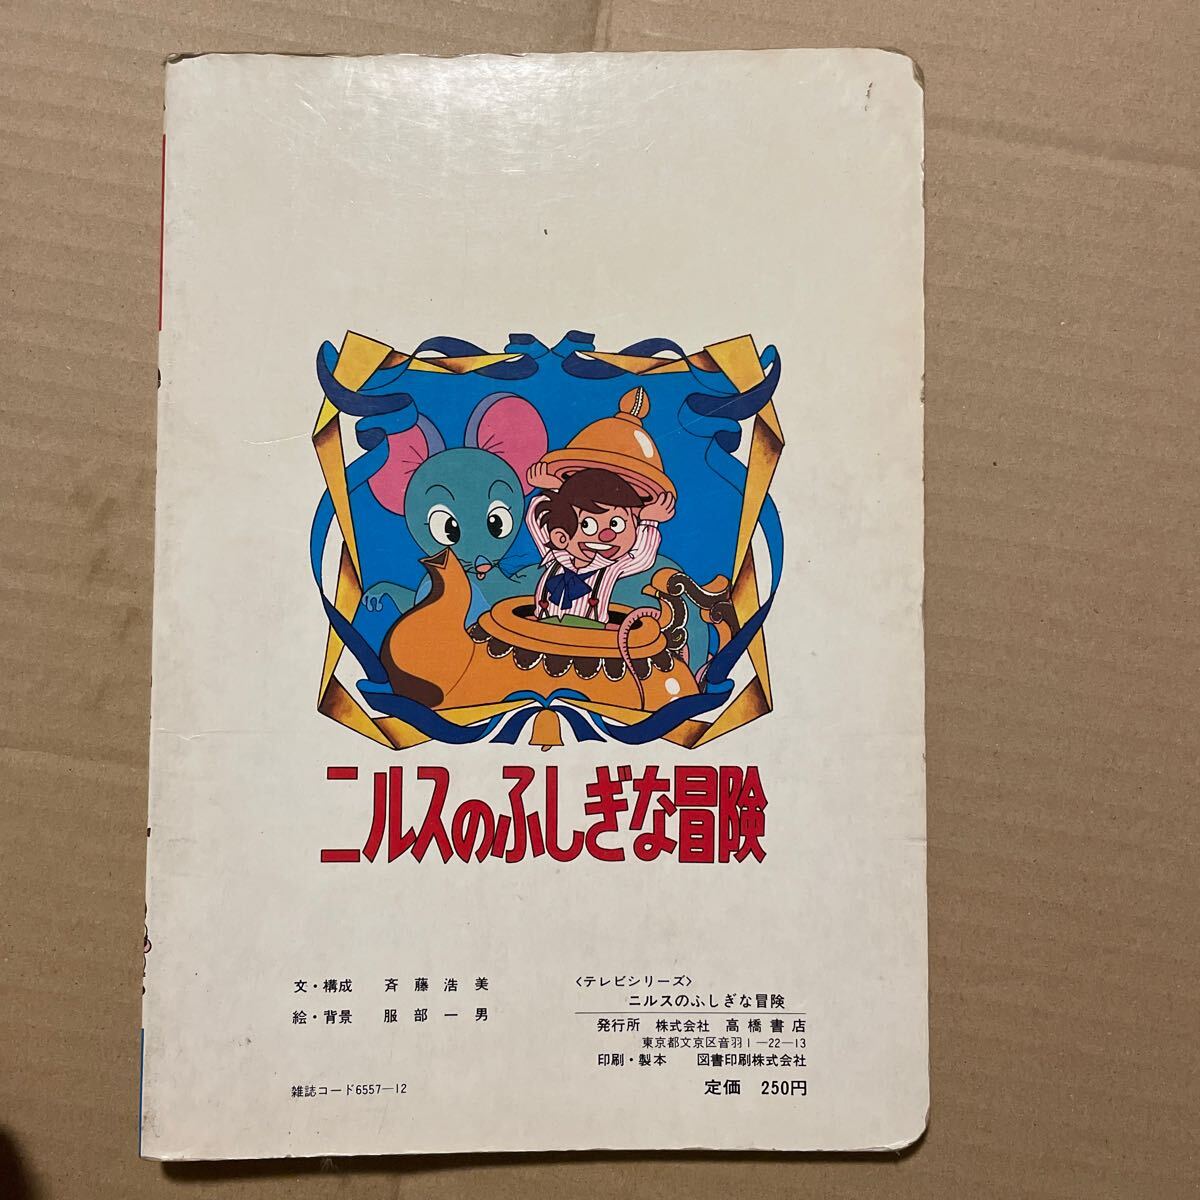 ニルスのふしぎな冒険
文・構成 斉藤浩美
絵・背景 服部一男
雑誌コード6557—12
〈テレビシリーズ〉
ニルスのふしぎな冒険
発行所 株式会社 高橋書店
東京都文京区音羽1—22—13
印刷・製本 図書印刷株式会社
定価 250円